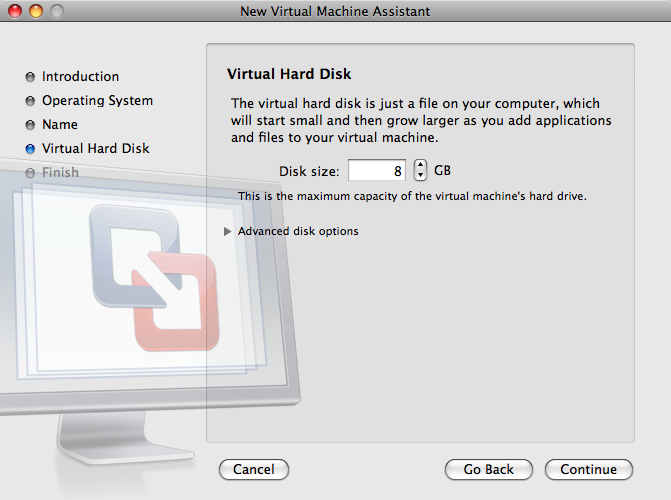 New Virtual Machine Assistant
Introduction
Operating System
Name
Virtual Hard Disk
Finish
Virtual Hard Disk
The virtual hard disk is just a file on your computer, which
will start small and then grow larger as you add applications
and files to your virtual machine.
Disk size: 8 GB
This is the maximum capacity of the virtual machine's hard drive.
Advanced disk options
Cancel Go Back Continue